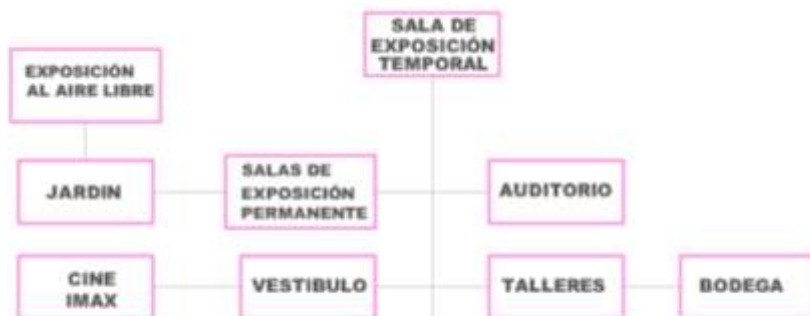 SALA DE
EXPOSICIÓN
TEMPORAL
EXPOSICIÓN
AL AIRE LIBRE
JARDIN
SALAS DE
EXPOSICIÓN
PERMANENTE
AUDITORIO
CINE
IMAX
VESTIBULO
TALLERES
BODEGA